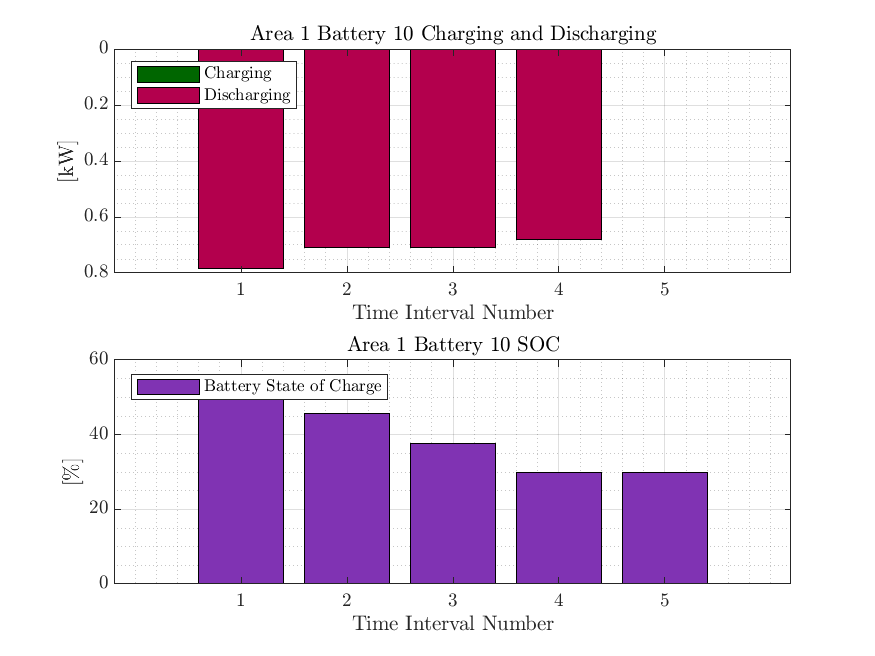 Area 1 Battery 10 Charging and Discharging
0
Charging
Discharging
0.2
[kW]
0.4
0.6
0.8
1 2 3 4 5
Time Interval Number
Area 1 Battery 10 SOC
60
Battery State of Charge
40
[%]
20
0
1 2 3 4 5
Time Interval Number